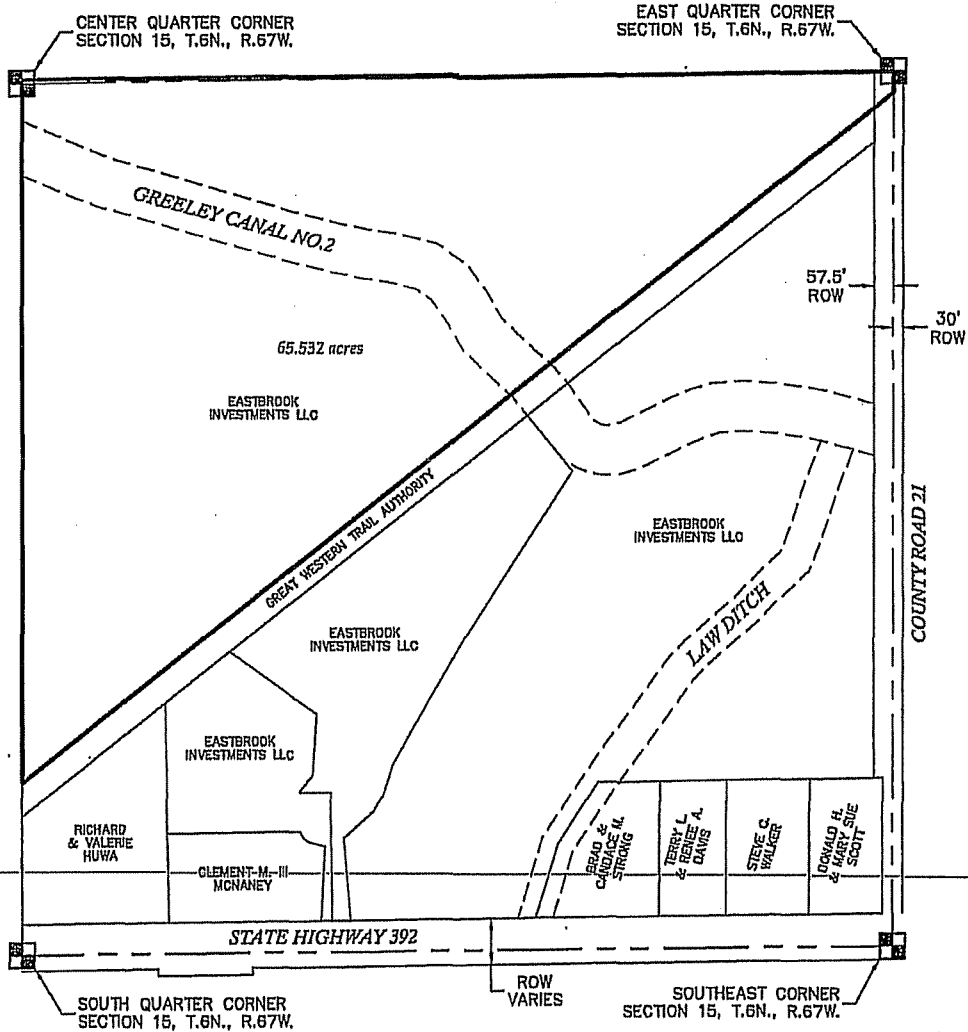 CENTER QUARTER CORNER
SECTION 15, T.6N., R.67W.
EAST QUARTER CORNER
SECTION 15, T.6N., R.67W.
GREELEY CANAL NO.2
57.5'
ROW
30'
ROW
65.532 acres
EASTBROOK
INVESTMENTS LLC
GREAT WESTERN TRAIL AUTHORITY
EASTBROOK
INVESTMENTS LLC
COUNTY ROAD 21
LAW DITCH
EASTBROOK
INVESTMENTS LLC
EASTBROOK
INVESTMENTS LLC
RICHARD
& VALERIE
HUWA
CLEMENT M. III
MCNANEY
BRAD &
CANDACE M.
STRONG
TERRY L.
& RENEE A.
DAVIS
STEVE C.
WALKER
DONALD H.
& MARY SUE
SCOTT
STATE HIGHWAY 392
ROW
VARIES
SOUTH QUARTER CORNER
SECTION 15, T.6N., R.67W.
SOUTHEAST CORNER
SECTION 15, T.6N., R.67W.